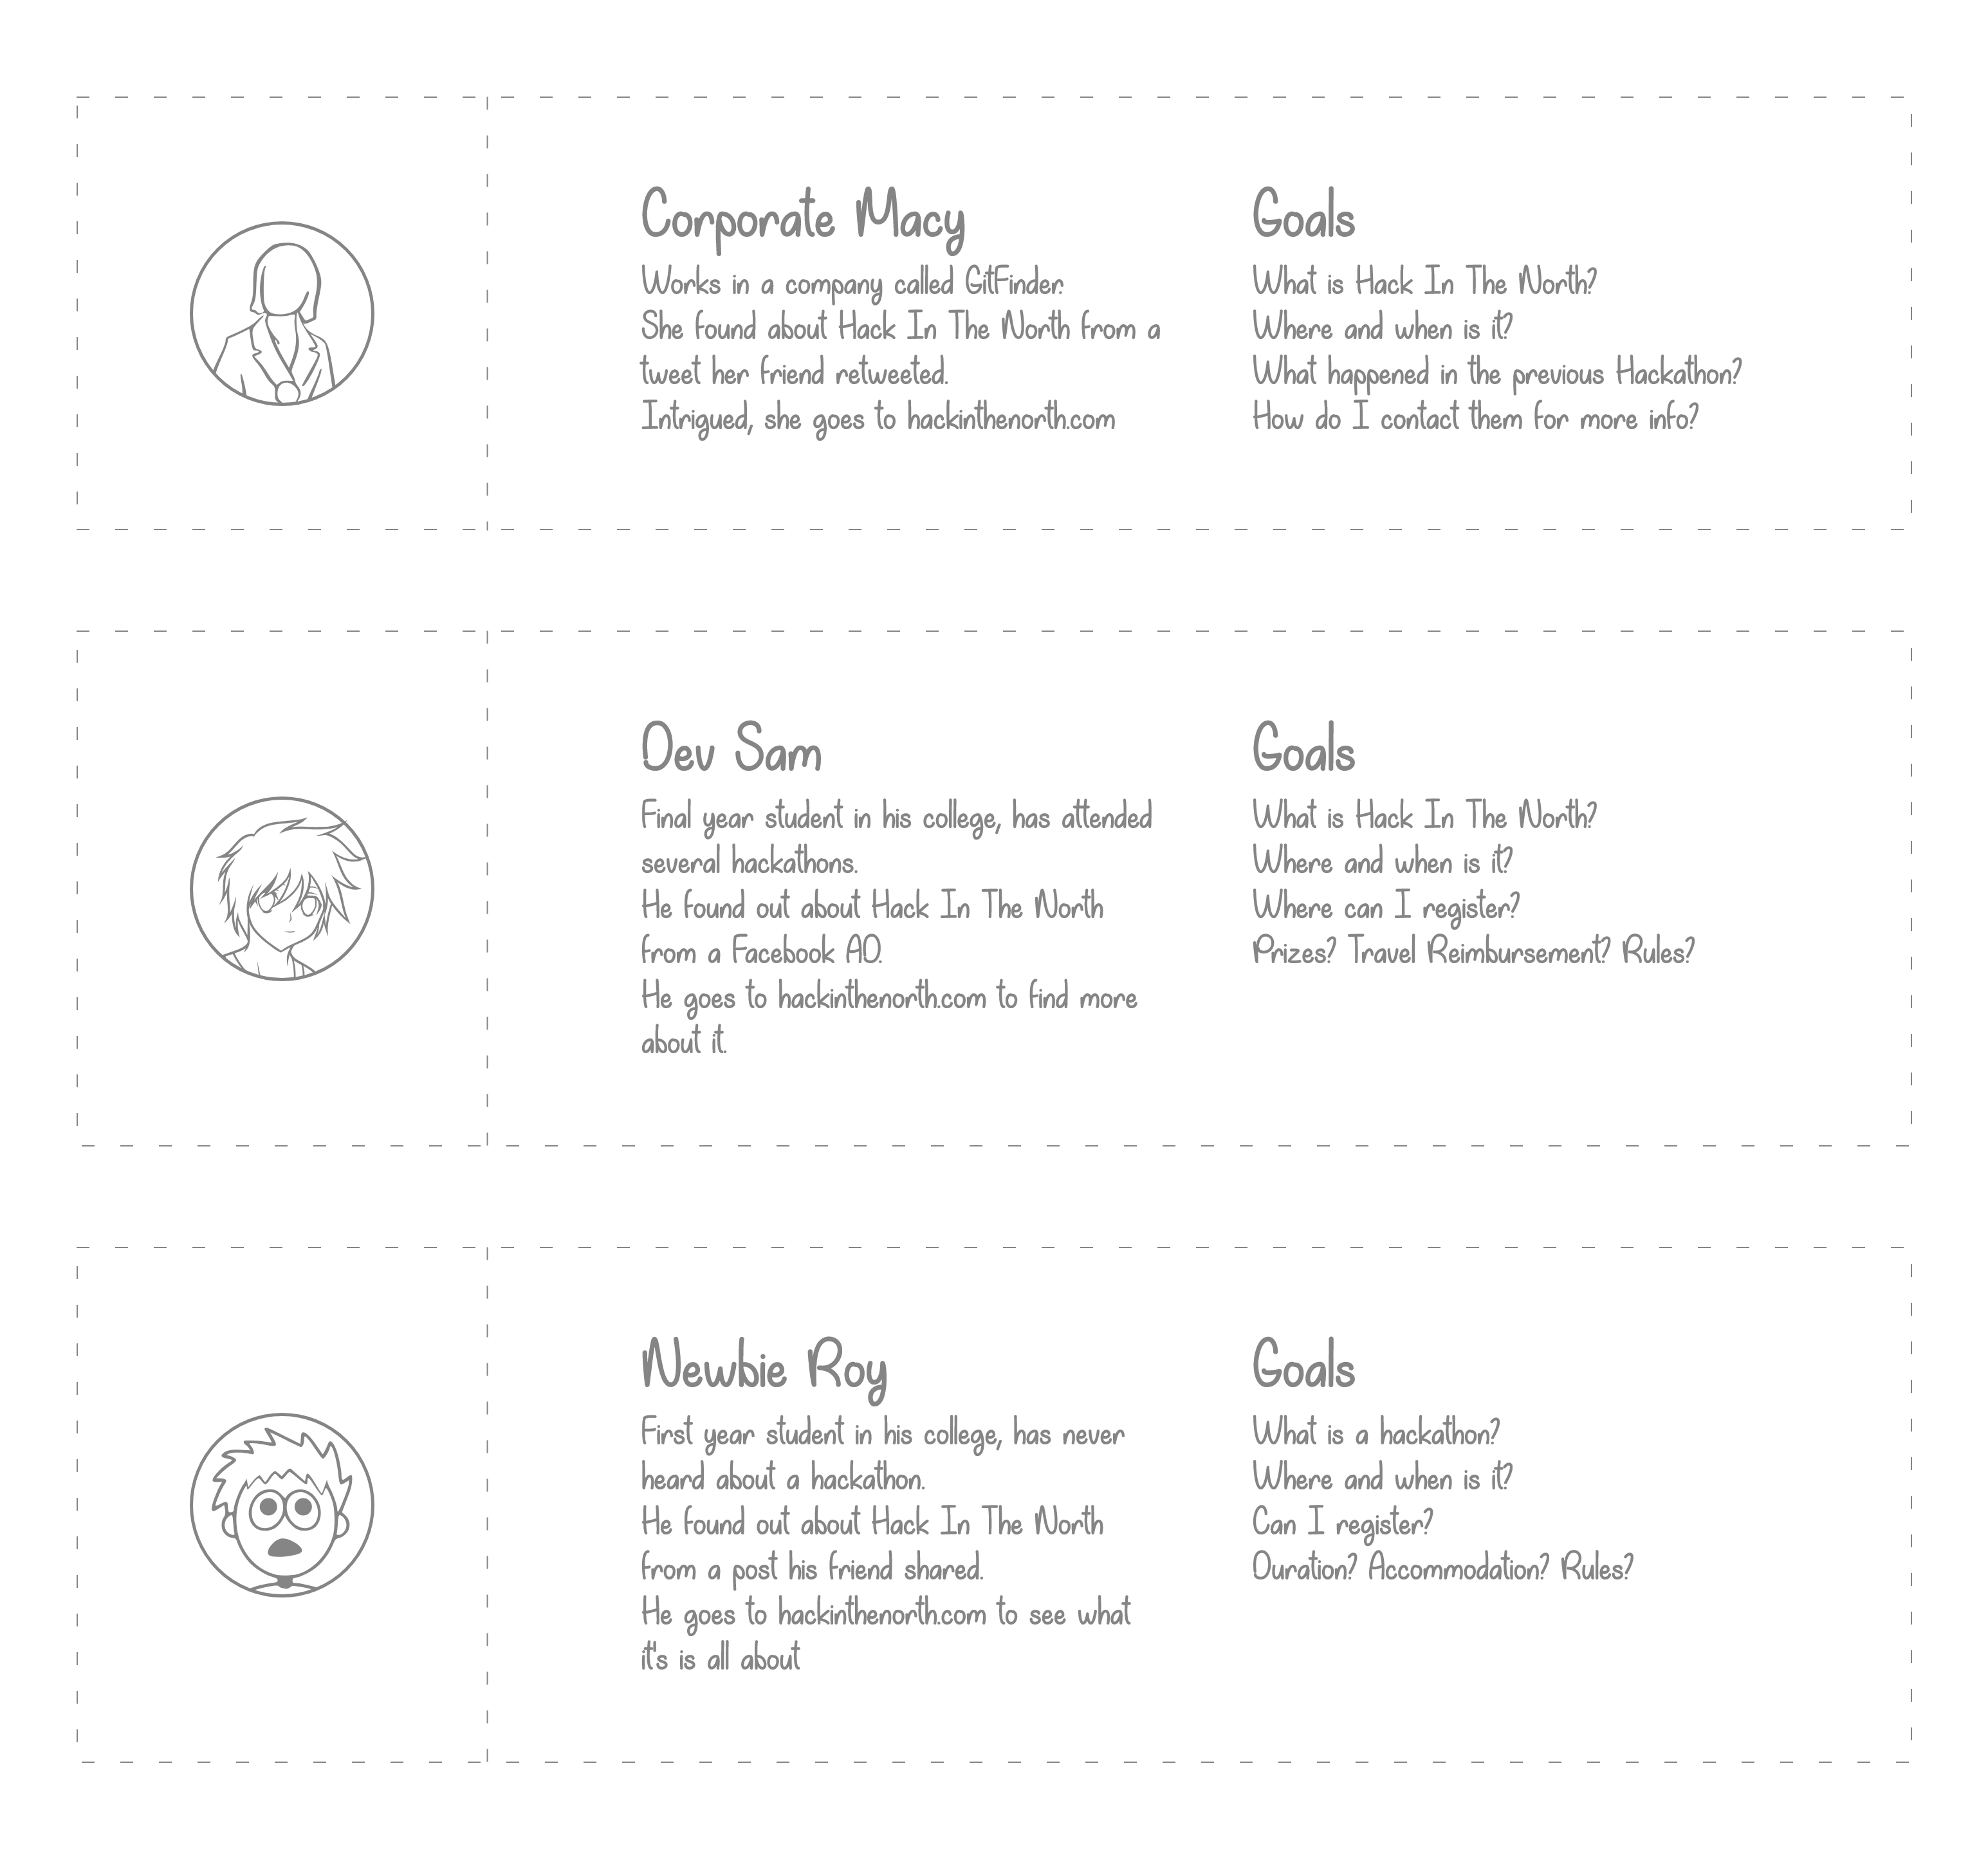 Corporate Macy
Works in a company called GitFinder.
She found about Hack In The North from a
tweet her friend retweeted.
Intrigued, she goes to hackinthenorth.com
Goals
What is Hack In The North?
Where and when is it?
What happened in the previous Hackathon?
How do I contact them for more info?
Dev Sam
Final year student in his college, has attended
several hackathons.
He found out about Hack In The North
from a Facebook AD.
He goes to hackinthenorth.com to find more
about it.
Goals
What is Hack In The North?
Where and when is it?
Where can I register?
Prizes? Travel Reimbursement? Rules?
Newbie Roy
First year student in his college, has never
heard about a hackathon.
He found out about Hack In The North
from a post his friend shared.
He goes to hackinthenorth.com to see what
it's is all about
Goals
What is a hackathon?
Where and when is it?
Can I register?
Duration? Accommodation? Rules?